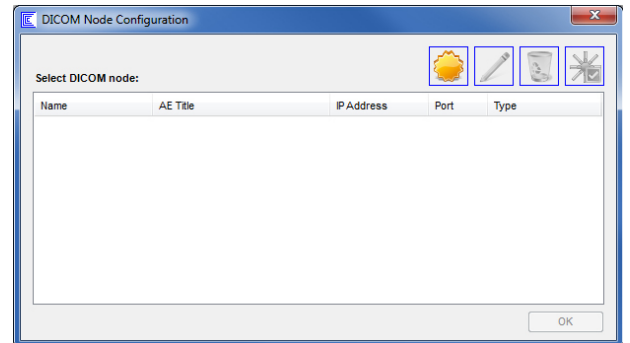 DICOM Node Configuration
Select DICOM node:
Name AE Title IP Address Port Type
OK